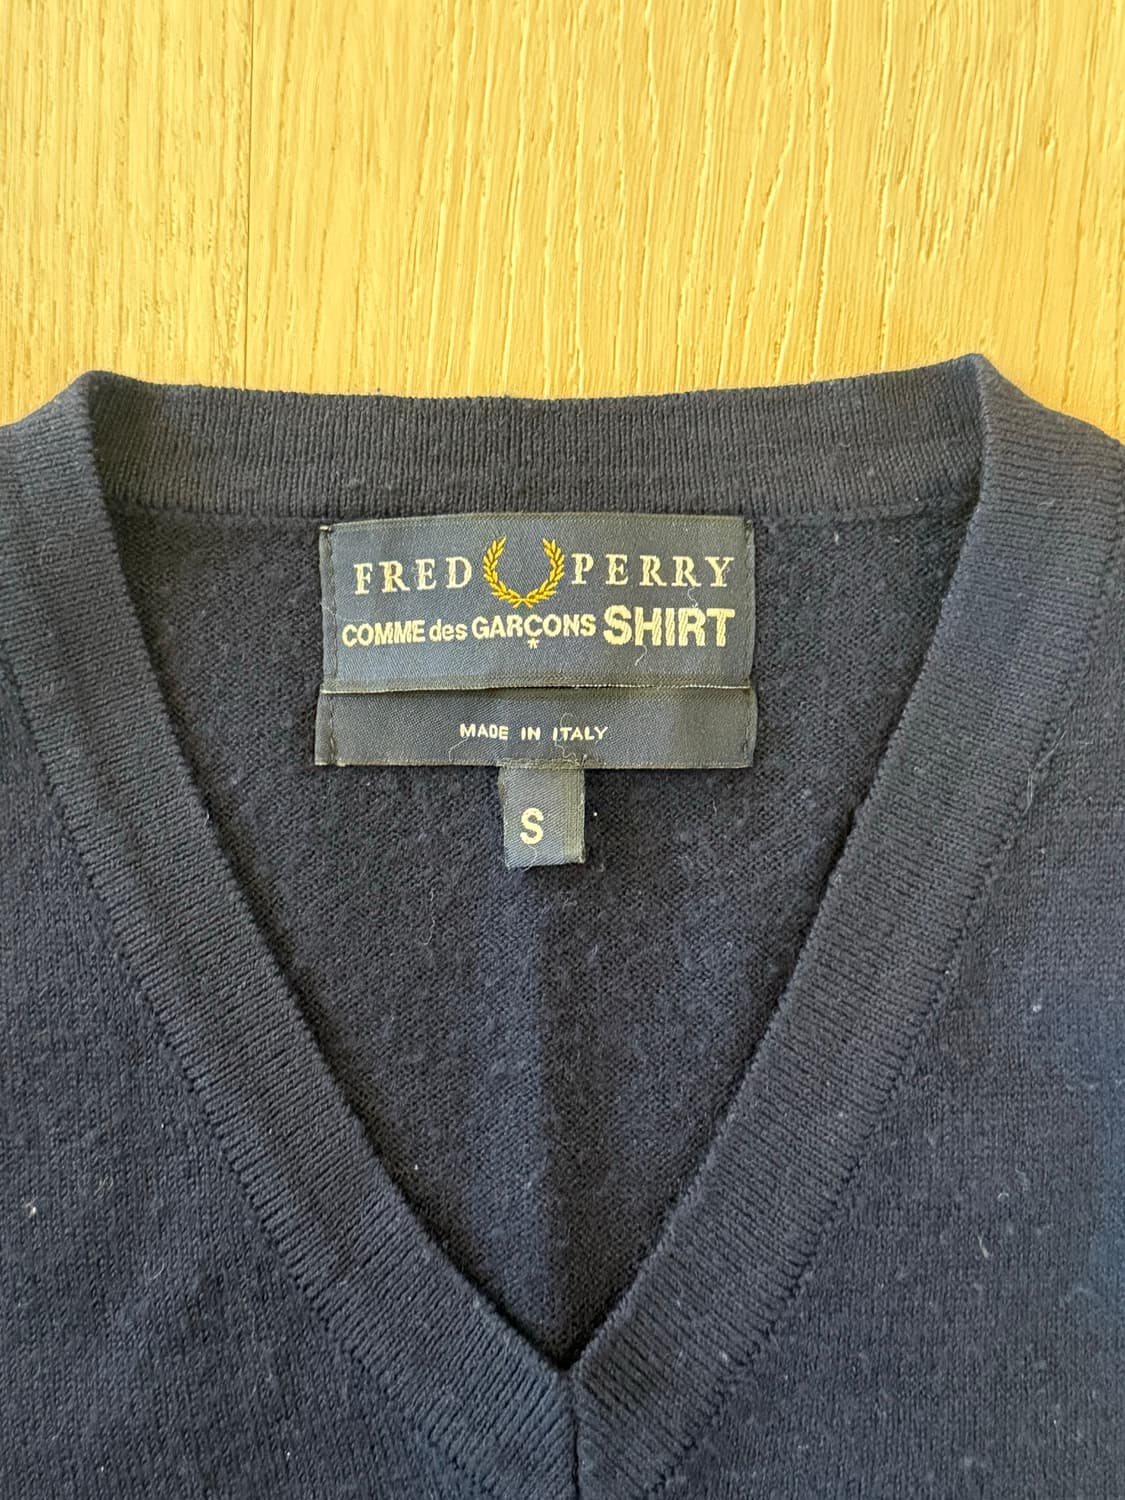 FRED PERRY
COMME des GARÇONS SHIRT
*
MADE IN ITALY
S